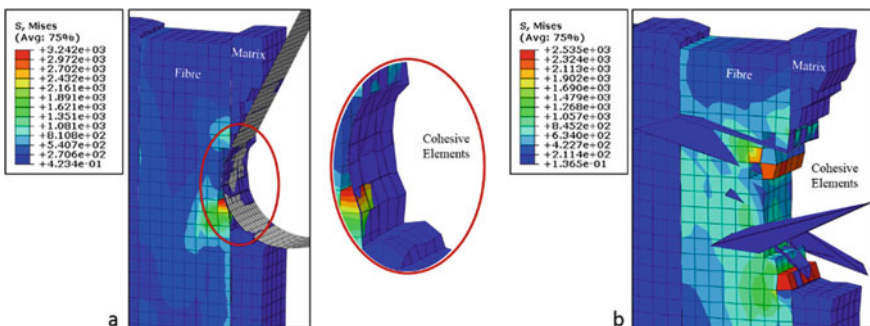 S, Mises
(Avg: 75%)
+3.242e+03
+2.972e+03
+2.702e+03
+2.432e+03
+2.161e+03
+1.891e+03
+1.621e+03
+1.351e+03
+1.081e+03
+8.108e+02
+5.407e+02
+2.706e+02
+4.234e-01
Fibre
Matrix
Cohesive
Elements
a
S, Mises
(Avg: 75%)
+2.535e+03
+2.324e+03
+2.113e+03
+1.902e+03
+1.690e+03
+1.479e+03
+1.268e+03
+1.057e+03
+8.452e+02
+6.340e+02
+4.227e+02
+2.114e+02
+1.365e-01
Fibre
Matrix
Cohesive
Elements
b